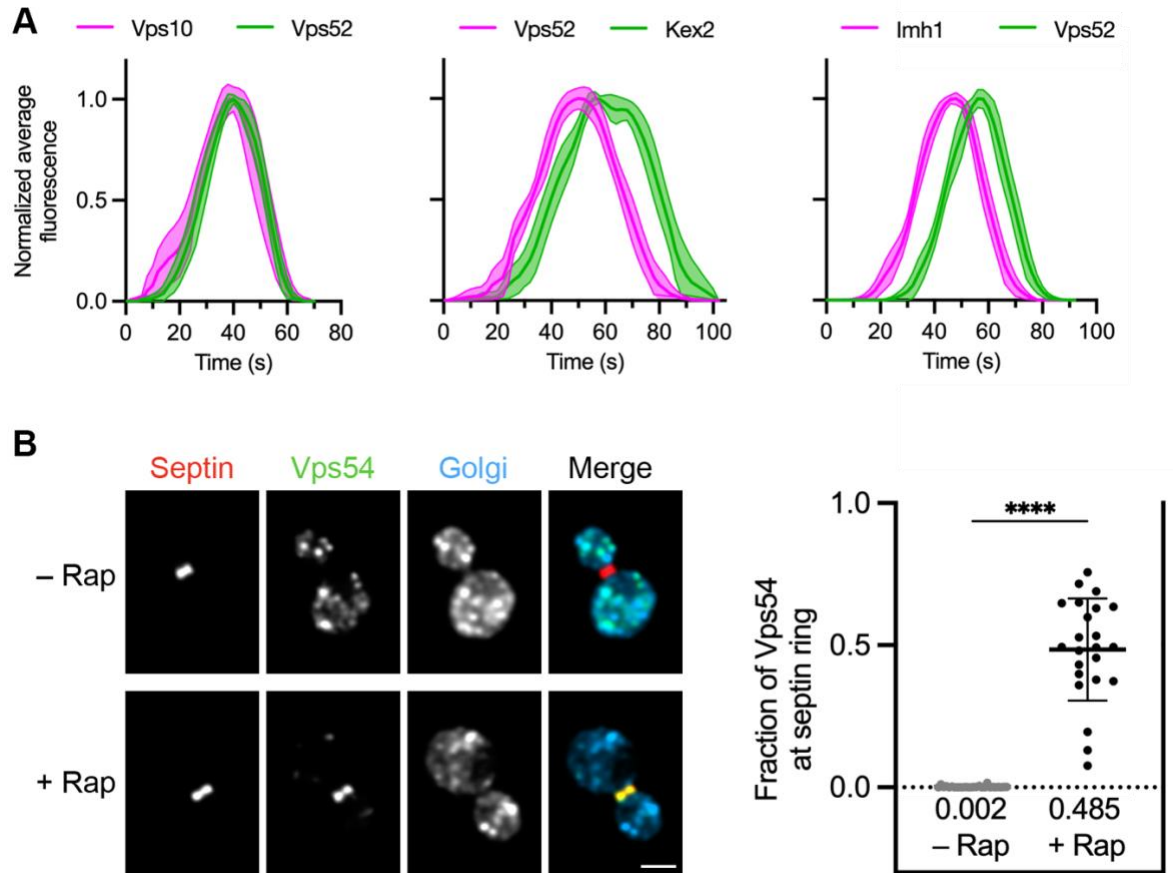 A
Vps10 Vps52
Vps52 Kex2
Imh1 Vps52
Normalized average
fluorescence
1.0
0.5
0.0
0 20 40 60 80
0 20 40 60 80 100
0 20 40 60 80 100
Time (s)
Time (s)
Time (s)
B
Septin Vps54 Golgi Merge
– Rap
+ Rap
Fraction of Vps54
at septin ring
1.0
0.5
0.0
****
0.002 0.485
– Rap + Rap